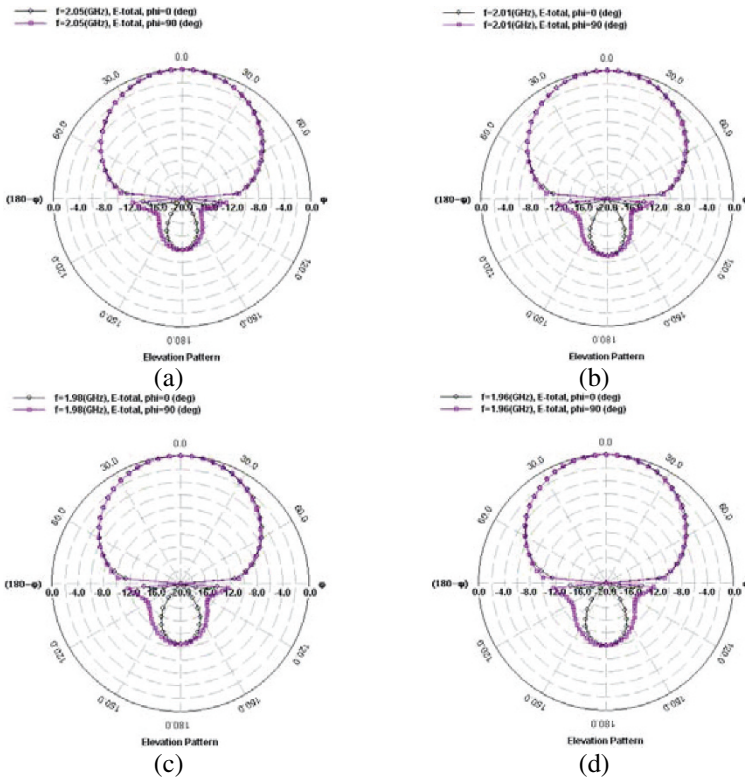 f=2.05(GHz), E-total, phi=0 (deg)
f=2.05(GHz), E-total, phi=90 (deg)
0.0
30.0 30.0
60.0 60.0
(180-φ) φ
0.0 -4.0 -8.0 -12.0 -16.0 -20.0 -16.0 -12.0 -8.0 -4.0 0.0
120.0 120.0
150.0 150.0
180.0
Elevation Pattern
(a)
f=2.01(GHz), E-total, phi=0 (deg)
f=2.01(GHz), E-total, phi=90 (deg)
0.0
30.0 30.0
60.0 60.0
(180-φ)
0.0 -4.0 -8.0 -12.0 -16.0 -20.0 -16.0 -12.0 -8.0 -4.0 0.0
120.0 120.0
150.0 150.0
180.0
Elevation Pattern
(b)
f=1.98(GHz), E-total, phi=0 (deg)
f=1.98(GHz), E-total, phi=90 (deg)
0.0
30.0 30.0
60.0 60.0
(180-φ) φ
0.0 -4.0 -8.0 -12.0 -16.0 -20.0 -16.0 -12.0 -8.0 -4.0 0.0
120.0 120.0
150.0 150.0
180.0
Elevation Pattern
(c)
f=1.96(GHz), E-total, phi=0 (deg)
f=1.96(GHz), E-total, phi=90 (deg)
0.0
30.0 30.0
60.0 60.0
(180-φ)
0.0 -4.0 -8.0 -12.0 -16.0 -20.0 -16.0 -12.0 -8.0 -4.0 0.0
120.0 120.0
150.0 150.0
180.0
Elevation Pattern
(d)